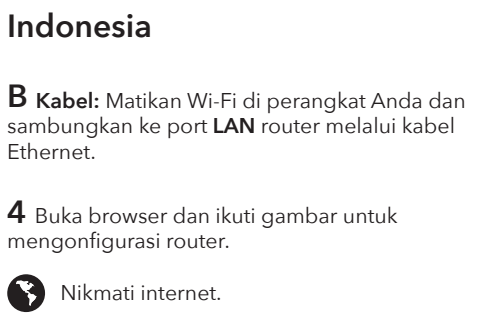 Indonesia
B Kabel: Matikan Wi-Fi di perangkat Anda dan
sambungkan ke port LAN router melalui kabel
Ethernet.
4 Buka browser dan ikuti gambar untuk
mengonfigurasi router.
Nikmati internet.